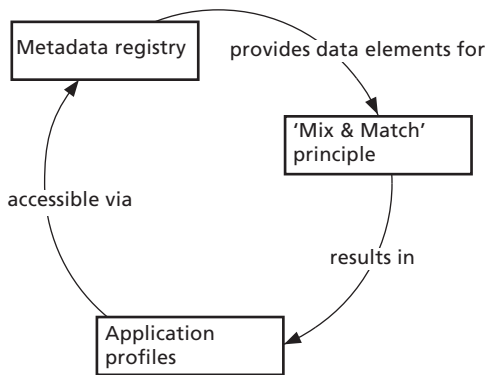 Metadata registry
provides data elements for
‘Mix & Match’
principle
accessible via
results in
Application
profiles